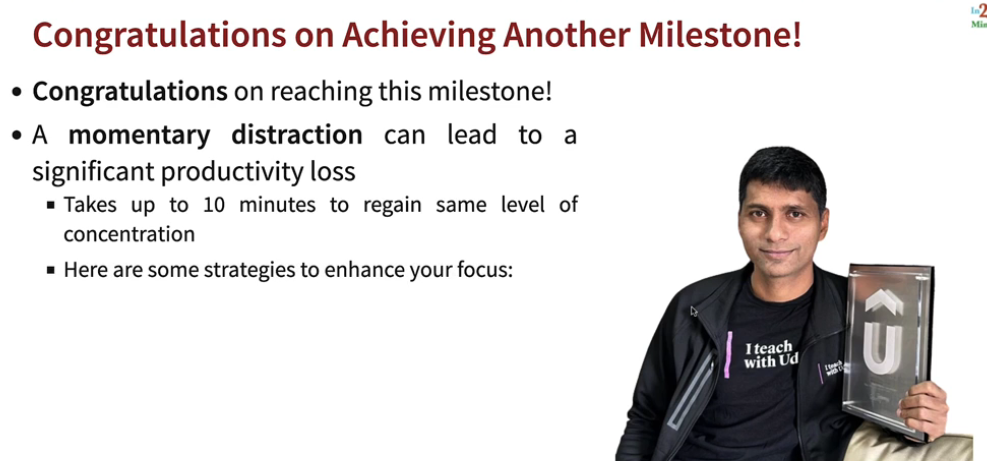 Congratulations on Achieving Another Milestone!
In2
Min
• Congratulations on reaching this milestone!
• A momentary distraction can lead to a
significant productivity loss
▪ Takes up to 10 minutes to regain same level of
concentration
▪ Here are some strategies to enhance your focus:
I teach
with Ud
I teach
with U
U